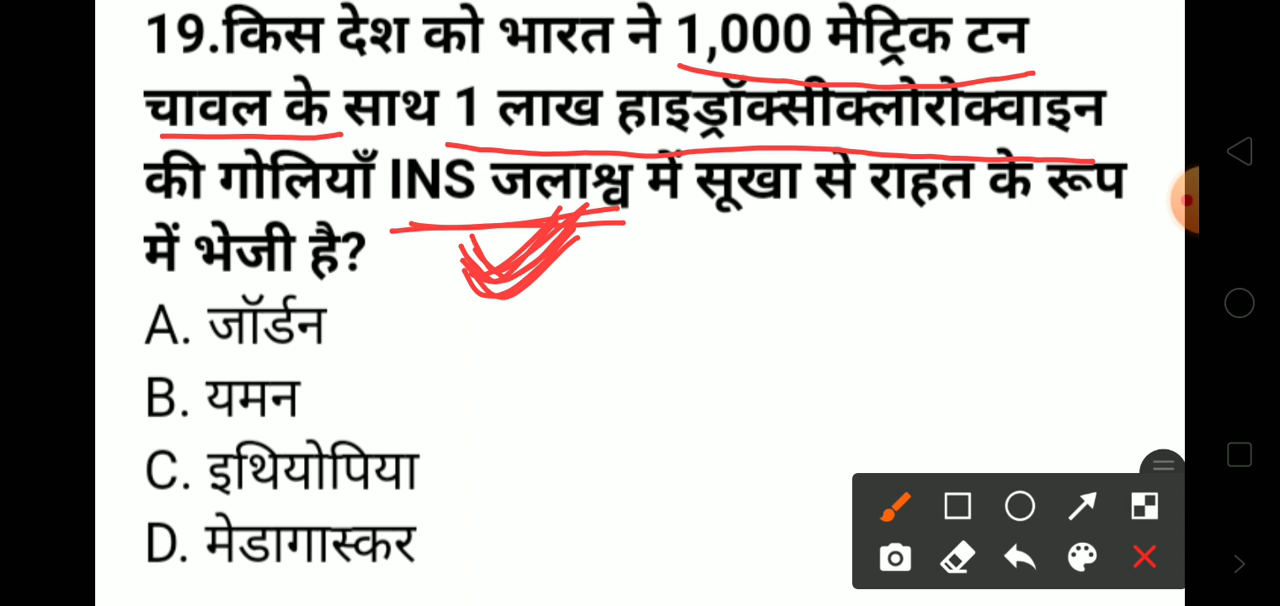 19.किस देश को भारत ने 1,000 मेट्रिक टन
चावल के साथ 1 लाख हाइड्रॉक्सीक्लोरोक्वाइन
की गोलियाँ INS जलाश्व में सूखा से राहत के रूप
में भेजी है?
A. जॉर्डन
B. यमन
C. इथियोपिया
D. मेडागास्कर